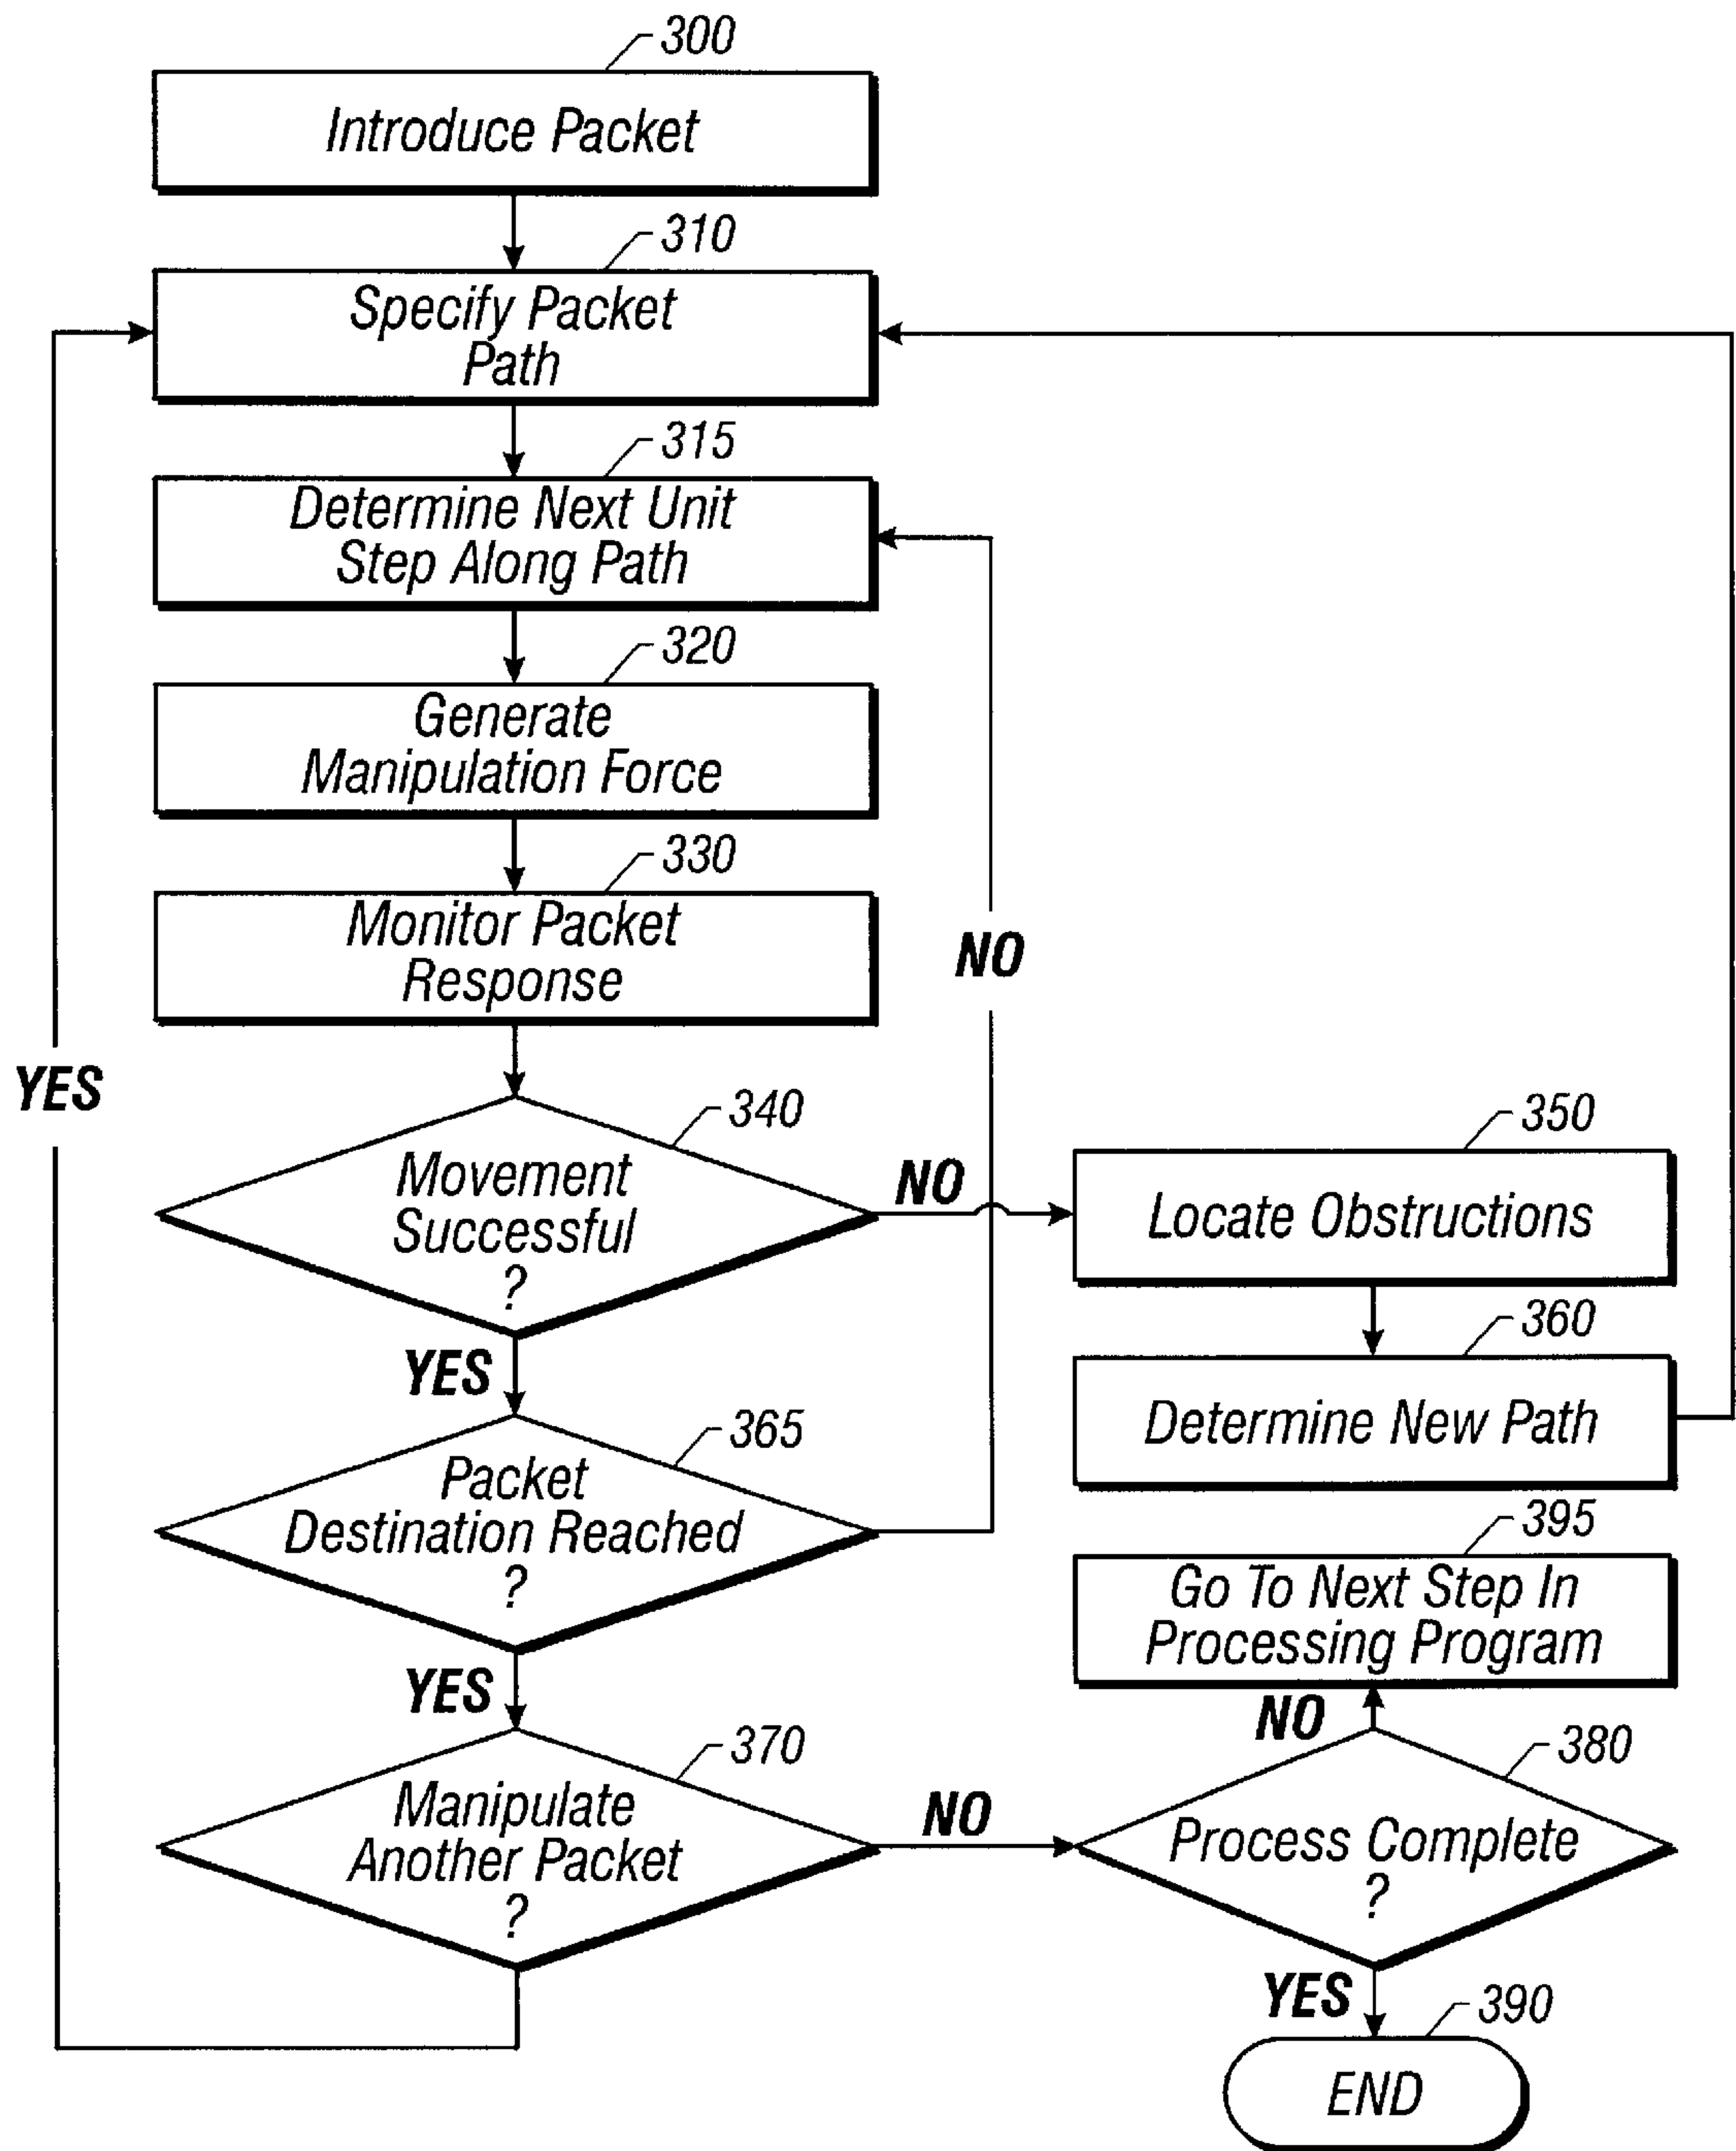 300
Introduce Packet
310
Specify Packet
Path
315
Determine Next Unit
Step Along Path
320
Generate
Manipulation Force
330
Monitor Packet
Response
NO
YES
340
Movement
Successful
?
NO
350
Locate Obstructions
360
Determine New Path
YES
365
Packet
Destination Reached
?
395
Go To Next Step In
Processing Program
YES
NO
370
Manipulate
Another Packet
?
NO
380
Process Complete
?
YES
390
END